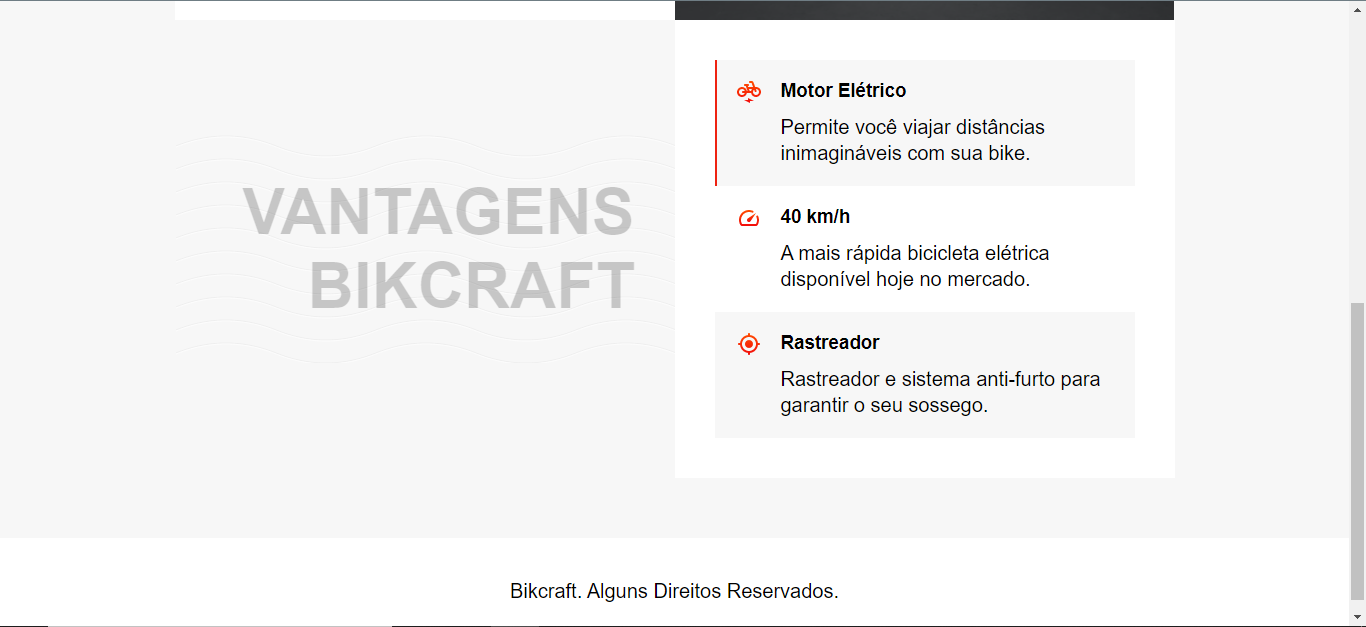 VANTAGENS
BIKCRAFT
Motor Elétrico
Permite você viajar distâncias
inimagináveis com sua bike.
40 km/h
A mais rápida bicicleta elétrica
disponível hoje no mercado.
Rastreador
Rastreador e sistema anti-furto para
garantir o seu sossego.
Bikcraft. Alguns Direitos Reservados.